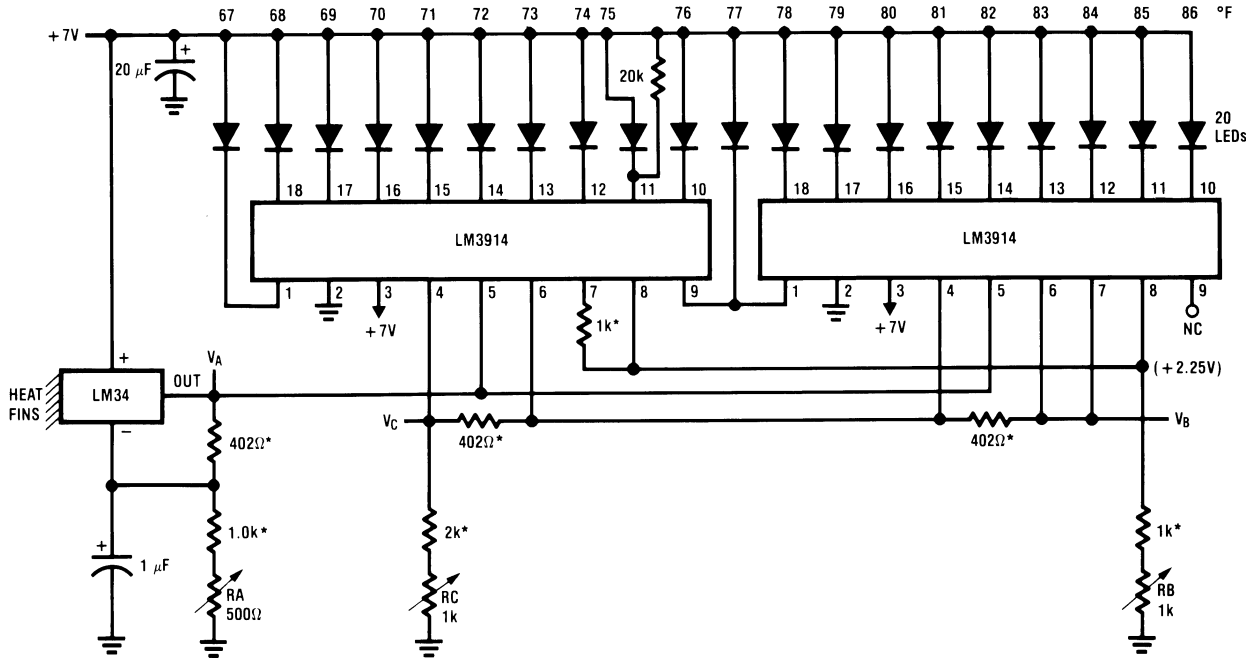 67 68 69 70 71 72 73 74 75 76 77 78 79 80 81 82 83 84 85 86 °F
+7V
+
20 μF
20k
20
LEDs
18 17 16 15 14 13 12 11 10
18 17 16 15 14 13 12 11 10
LM3914
LM3914
1 2 3 4 5 6 7 8 9
1 2 3 4 5 6 7 8 9
+7V
1k*
+7V
NC
(+2.25V)
VA
+
OUT
HEAT
FINS
LM34
−
VC
402Ω*
402Ω*
VB
402Ω*
1.0k*
2k*
1k*
+
1 μF
RA
500Ω
RC
1k
RB
1k